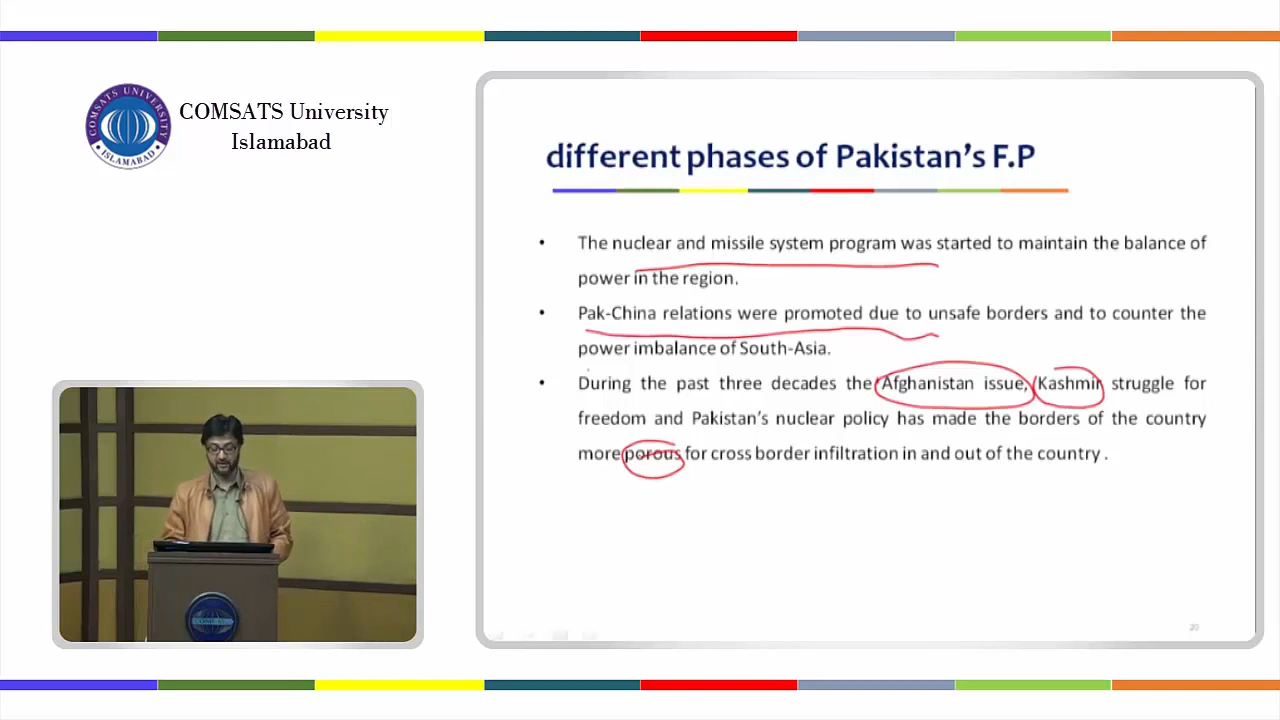 COMSATS UNIVERSITY
ISLAMABAD
COMSATS University
Islamabad
different phases of Pakistan's F.P
• The nuclear and missile system program was started to maintain the balance of
power in the region.
• Pak-China relations were promoted due to unsafe borders and to counter the
power imbalance of South-Asia.
• During the past three decades the Afghanistan issue, Kashmir struggle for
freedom and Pakistan's nuclear policy has made the borders of the country
more porous for cross border infiltration in and out of the country .
20